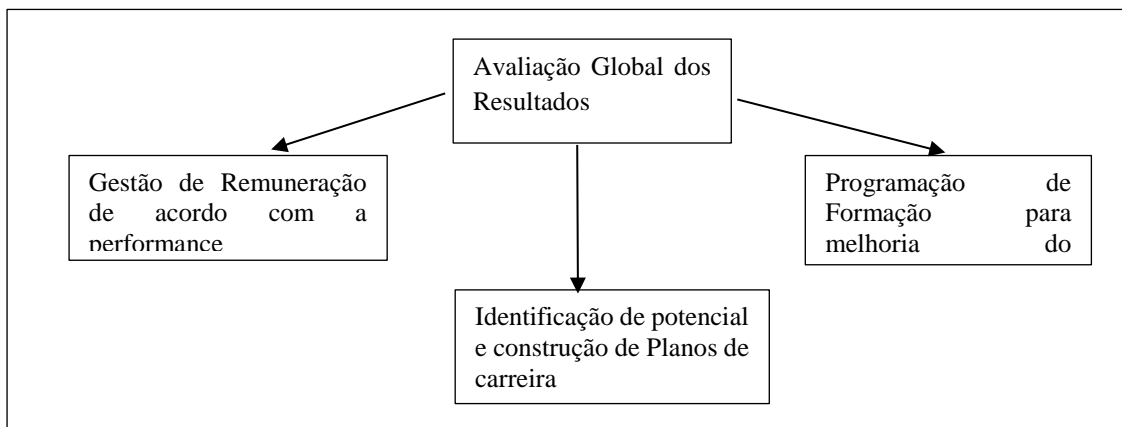 Avaliação Global dos
Resultados
Gestão de Remuneração
de acordo com a
performance
Programação de
Formação para
melhoria do
Identificação de potencial
e construção de Planos de
carreira